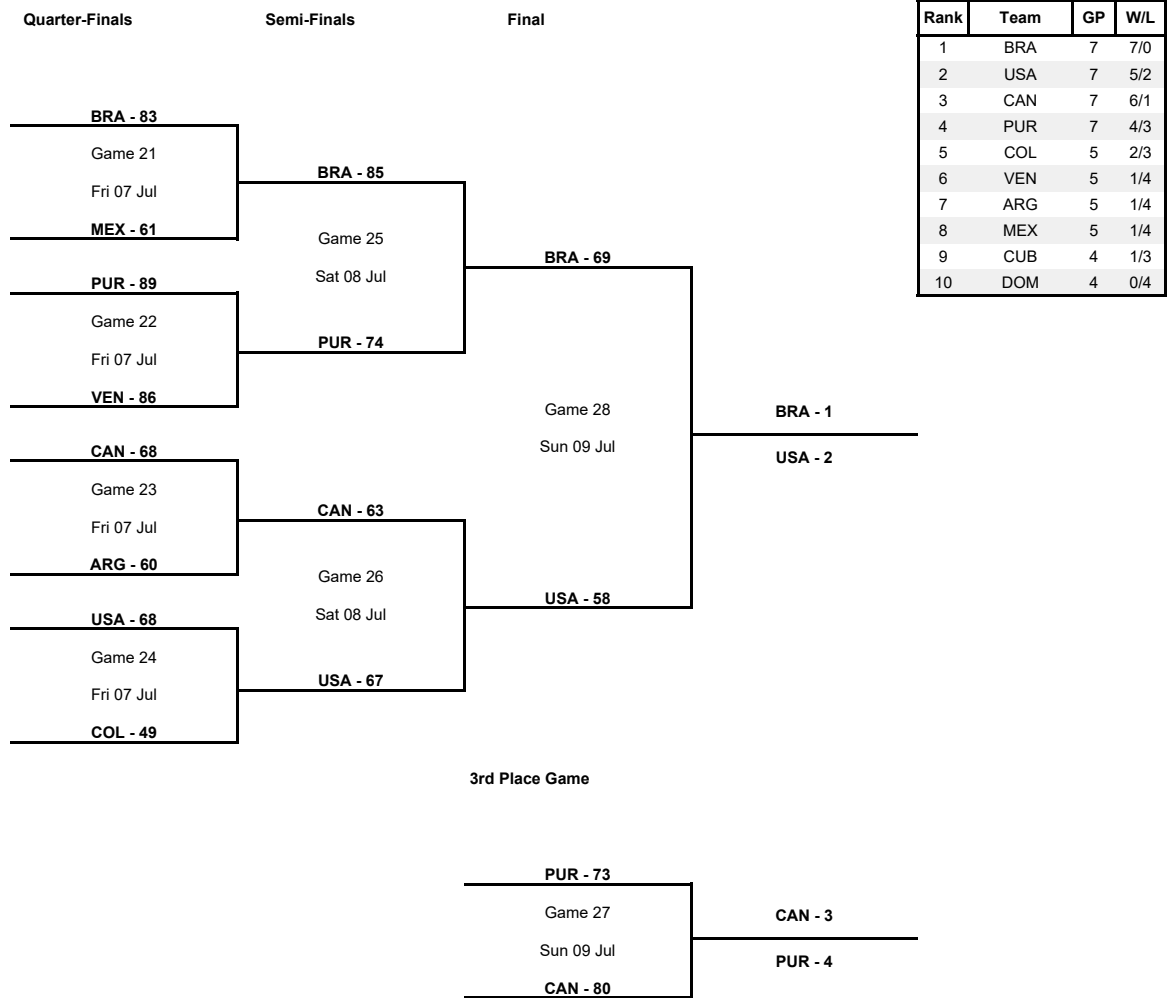 Quarter-Finals Semi-Finals Final
Rank Team GP W/L
1 BRA 7 7/0
2 USA 7 5/2
3 CAN 7 6/1
4 PUR 7 4/3
5 COL 5 2/3
6 VEN 5 1/4
7 ARG 5 1/4
8 MEX 5 1/4
9 CUB 4 1/3
10 DOM 4 0/4
BRA - 83
Game 21
Fri 07 Jul
MEX - 61
PUR - 89
Game 22
Fri 07 Jul
VEN - 86
CAN - 68
Game 23
Fri 07 Jul
ARG - 60
USA - 68
Game 24
Fri 07 Jul
COL - 49
BRA - 85
Game 25
Sat 08 Jul
PUR - 74
CAN - 63
Game 26
Sat 08 Jul
USA - 67
BRA - 69
Game 28
Sun 09 Jul
USA - 58
BRA - 1
USA - 2
3rd Place Game
PUR - 73
Game 27
Sun 09 Jul
CAN - 80
CAN - 3
PUR - 4